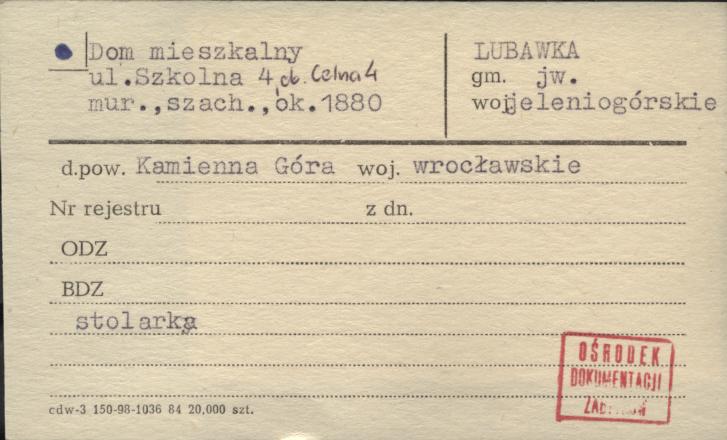 Dom mieszkalny
ul.Szkolna 4, ob. Celna 4
mur., szach., ok.1880
LUBAWKA
gm. jw.
woj. jeleniogórskie
d.pow. Kamienna Góra woj. wrocławskie
Nr rejestru z dn.
ODZ
BDZ
stolarka
OŚRODEK
DOKUMENTACJI
cdw-3 150-98-1036 84 20,000 szt.